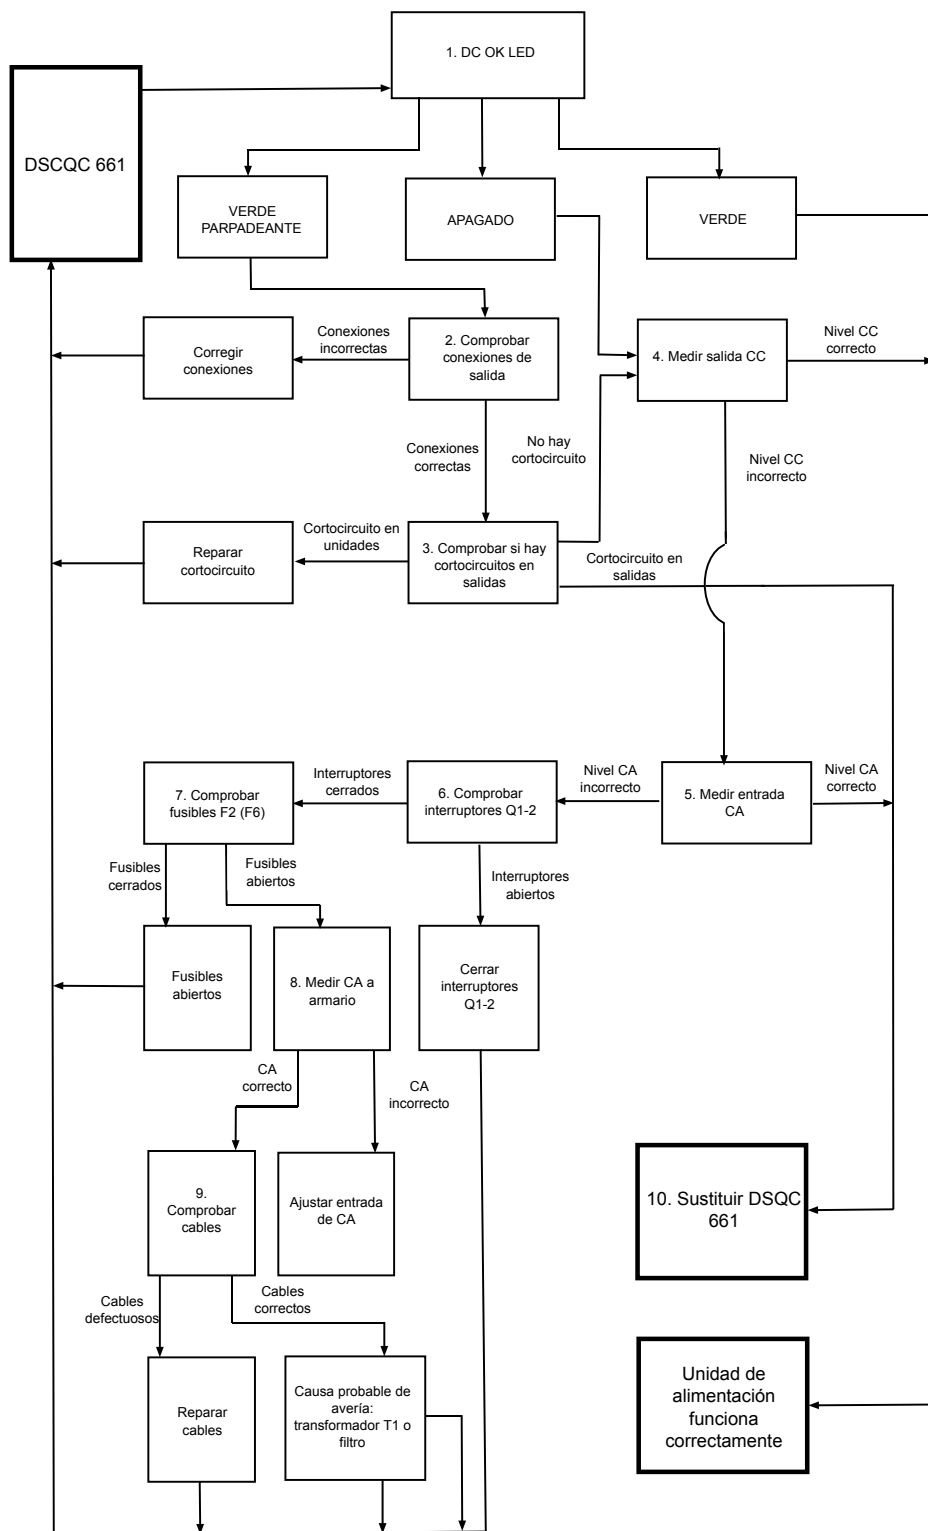 1. DC OK LED
DSCQC 661
VERDE
PARPADEANTE
APAGADO
VERDE
Corregir
conexiones
Conexiones
incorrectas
2. Comprobar
conexiones de
salida
4. Medir salida CC
Nivel CC
correcto
Conexiones
correctas
No hay
cortocircuito
Nivel CC
incorrecto
Reparar
cortocircuito
Cortocircuito en
unidades
3. Comprobar si hay
cortocircuitos en
salidas
Cortocircuito en
salidas
7. Comprobar
fusibles F2 (F6)
Interruptores
cerrados
6. Comprobar
interruptores Q1-2
Nivel CA
incorrecto
5. Medir entrada
CA
Nivel CA
correcto
Fusibles
cerrados
Fusibles
abiertos
Interruptores
abiertos
Fusibles
abiertos
8. Medir CA a
armario
Cerrar
interruptores
Q1-2
CA
correcto
CA
incorrecto
9.
Comprobar
cables
Ajustar entrada
de CA
10. Sustituir DSQC
661
Cables
defectuosos
Cables
correctos
Reparar
cables
Causa probable de
avería:
transformador T1 o
filtro
Unidad de
alimentación
funciona
correctamente